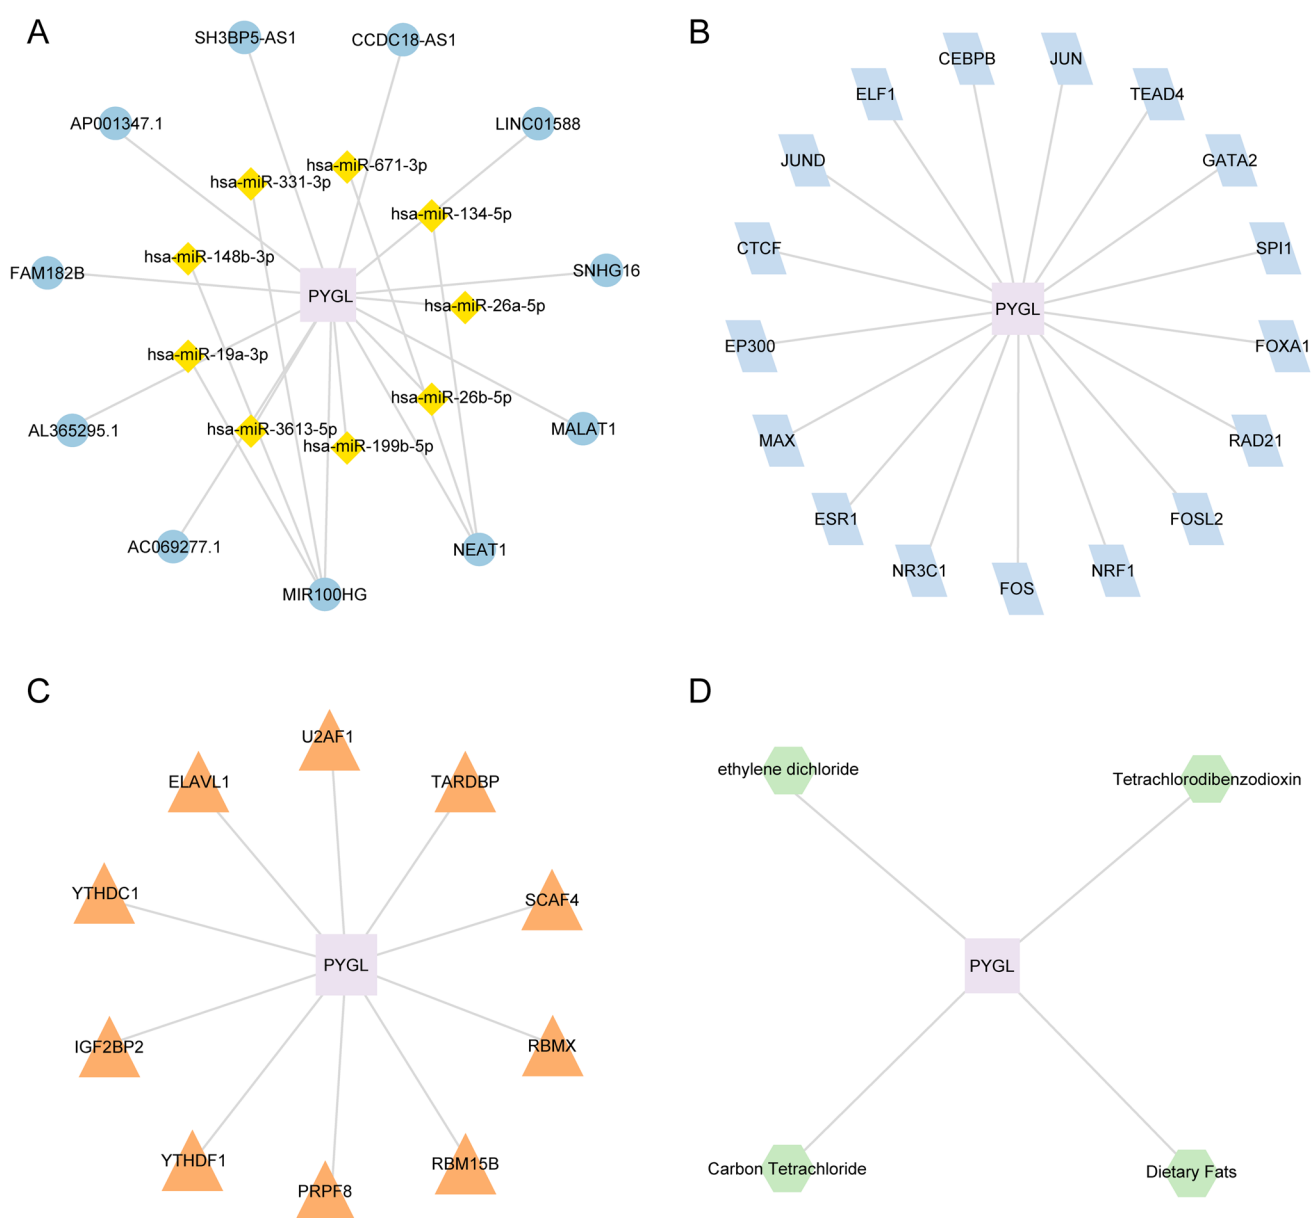 A
SH3BP5-AS1
CCDC18-AS1
AP001347.1
LINC01588
hsa-miR-671-3p
hsa-miR-331-3p
hsa-miR-134-5p
hsa-miR-148b-3p
FAM182B
SNHG16
PYGL
hsa-miR-26a-5p
hsa-miR-19a-3p
hsa-miR-26b-5p
AL365295.1
hsa-miR-3613-5p
MALAT1
hsa-miR-199b-5p
AC069277.1
NEAT1
MIR100HG
B
CEBPB
JUN
ELF1
TEAD4
JUND
GATA2
CTCF
SPI1
PYGL
EP300
FOXA1
MAX
RAD21
ESR1
FOSL2
NR3C1
NRF1
FOS
C
U2AF1
ELAVL1
TARDBP
YTHDC1
SCAF4
PYGL
IGF2BP2
RBMX
YTHDF1
RBM15B
PRPF8
D
ethylene dichloride
Tetrachlorodibenzodioxin
PYGL
Carbon Tetrachloride
Dietary Fats